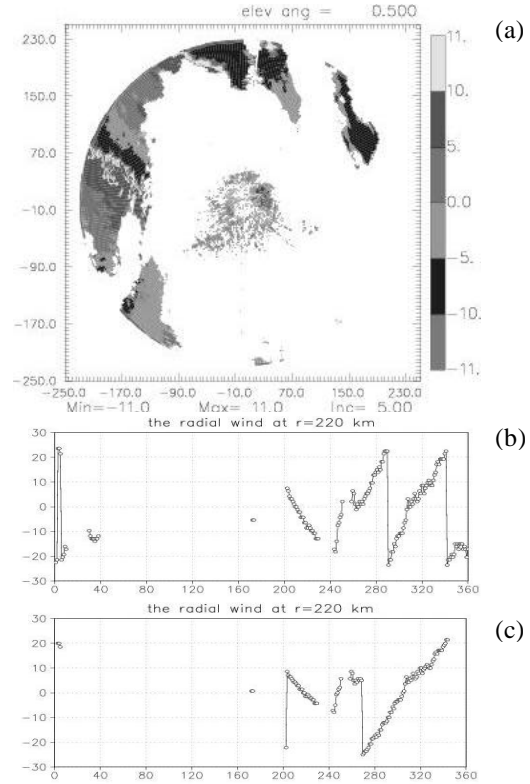 elev ang =      0.500
(a)
230.0
150.0
70.0
-10.0
-90.0
-170.0
-250.0
11.
10.
5.
0.0
-5.
-10.
-11.
-250.0 -170.0 -90.0 -10.0 70.0 150.0 230.0
Min=-11.0 Max= 11.0 Inc= 5.00
the radial wind at r=220 km
(b)
30
20
10
0
-10
-20
-30
0 40 80 120 160 200 240 280 320 360
the radial wind at r=220 km
(c)
30
20
10
0
-10
-20
-30
0 40 80 120 160 200 240 280 320 360